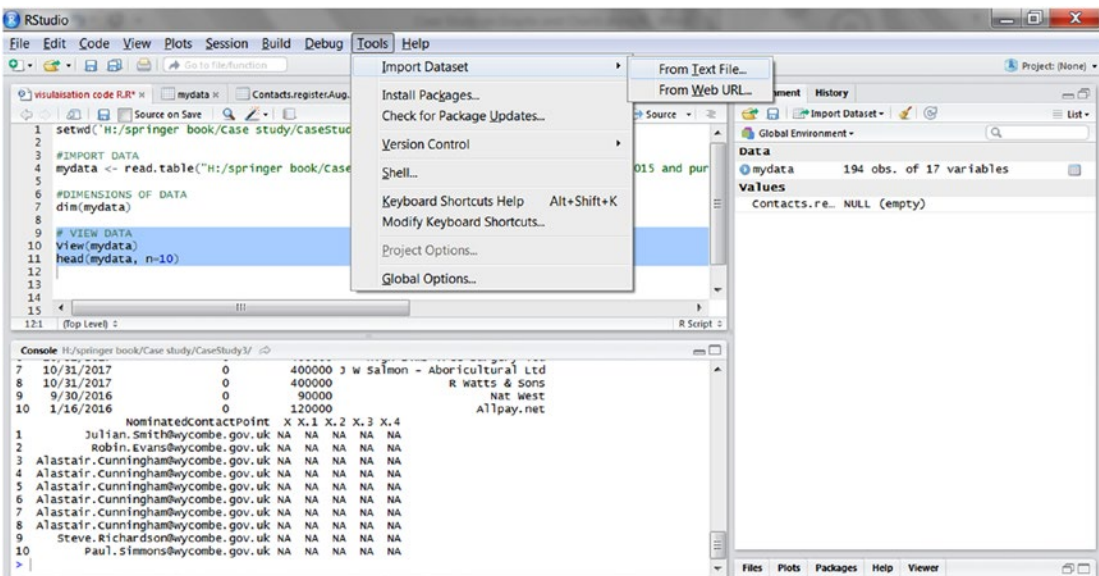 RStudio
File Edit Code View Plots Session Build Debug Tools Help
Go to file/function
Project: (None)
Import Dataset
From Text File...
From Web URL...
Install Packages...
Check for Package Updates...
Version Control
Shell...
Keyboard Shortcuts Help Alt+Shift+K
Modify Keyboard Shortcuts...
Project Options...
Global Options...
visulaisation code R.R* mydata Contacts.register.Aug.
Source on Save Source
1 setwd('H:/springer book/Case study/CaseStud
2
3 #IMPORT DATA
4 mydata <- read.table("H:/springer book/Case 015 and pur
5
6 #DIMENSIONS OF DATA
7 dim(mydata)
8
9 # VIEW DATA
10 View(mydata)
11 head(mydata, n=10)
12
13
14
15
12:1 (Top Level) R Script
Console H:/springer book/Case study/CaseStudy3/
7 10/31/2017 0 400000 J W Salmon - Aboricultural Ltd
8 10/31/2017 0 400000 R Watts & Sons
9 9/30/2016 0 90000 Nat West
10 1/16/2016 0 120000 Allpay.net
NominatedContactPoint X X.1 X.2 X.3 X.4
1 Julian.Smith@wycombe.gov.uk NA NA NA NA NA
2 Robin.Evans@wycombe.gov.uk NA NA NA NA NA
3 Alastair.Cunningham@wycombe.gov.uk NA NA NA NA NA
4 Alastair.Cunningham@wycombe.gov.uk NA NA NA NA NA
5 Alastair.Cunningham@wycombe.gov.uk NA NA NA NA NA
6 Alastair.Cunningham@wycombe.gov.uk NA NA NA NA NA
7 Alastair.Cunningham@wycombe.gov.uk NA NA NA NA NA
8 Alastair.Cunningham@wycombe.gov.uk NA NA NA NA NA
9 Steve.Richardson@wycombe.gov.uk NA NA NA NA NA
10 Paul.Simmons@wycombe.gov.uk NA NA NA NA NA
>
nment History
Import Dataset List
Global Environment
Data
mydata 194 obs. of 17 variables
Values
Contacts.re… NULL (empty)
Files Plots Packages Help Viewer